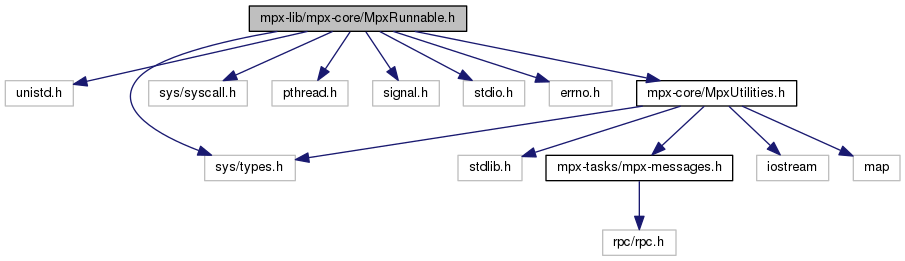 mpx-lib/mpx-core/MpxRunnable.h
unistd.h
sys/syscall.h
pthread.h
signal.h
stdio.h
errno.h
mpx-core/MpxUtilities.h
sys/types.h
stdlib.h
mpx-tasks/mpx-messages.h
iostream
map
rpc/rpc.h